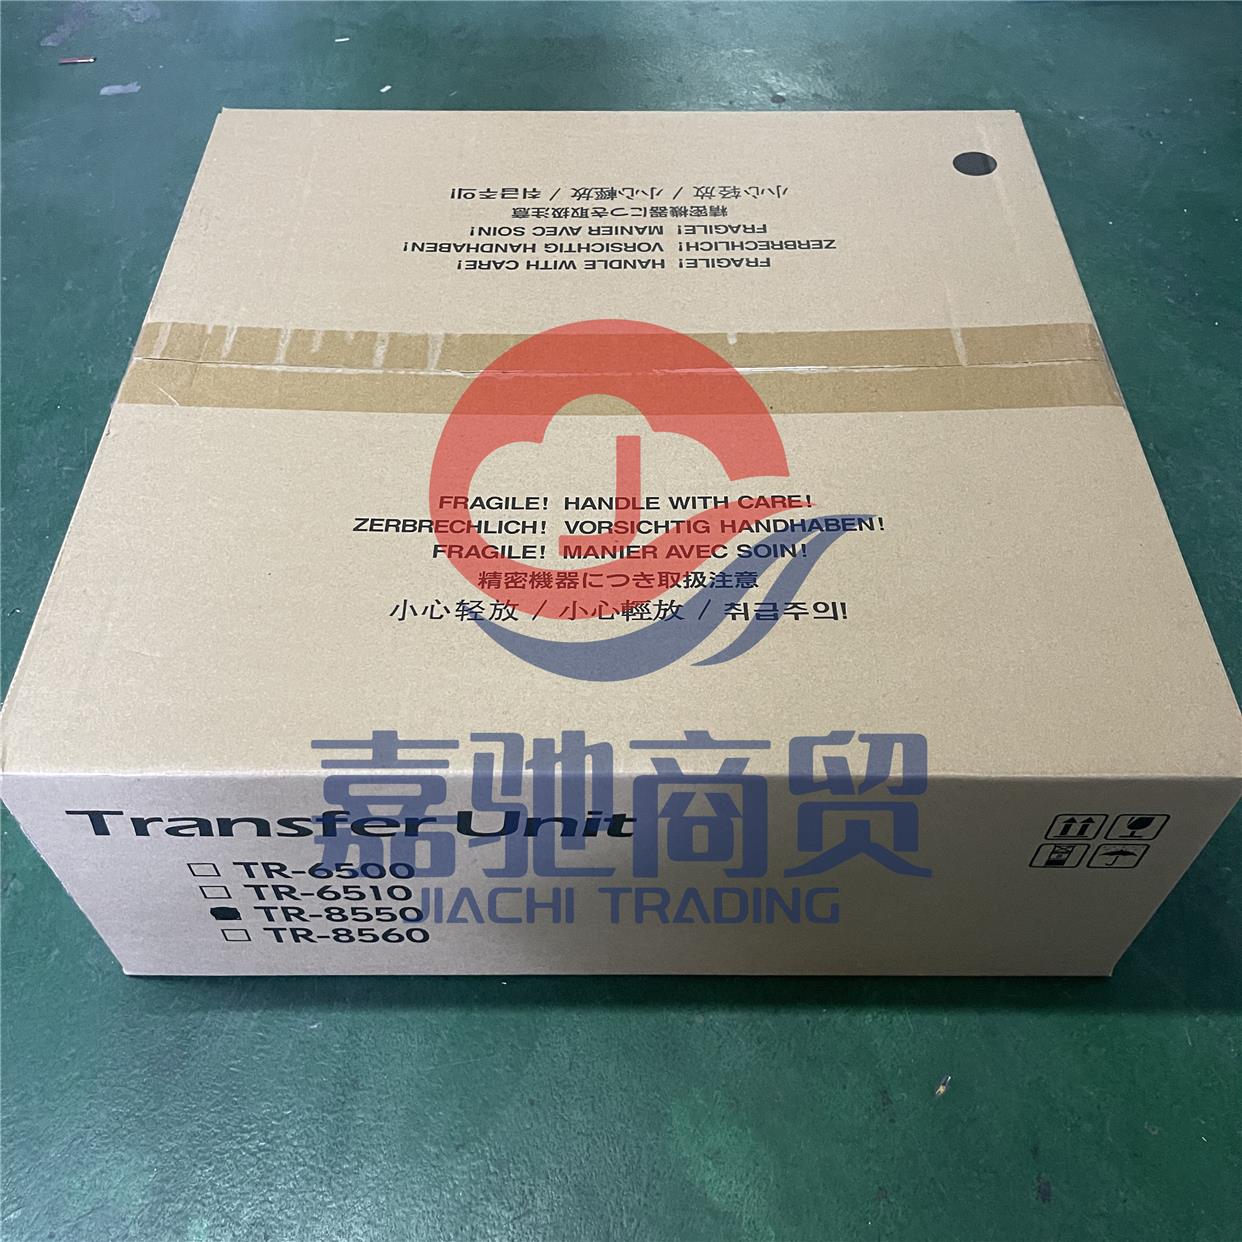 小心轻放 / 小心輕放 / 취급주의!
精密機器につき取扱注意
FRAGILE! MANIER AVEC SOIN!
ZERBRECHLICH! VORSICHTIG HANDHABEN!
FRAGILE! HANDLE WITH CARE!
J
FRAGILE! HANDLE WITH CARE!
ZERBRECHLICH! VORSICHTIG HANDHABEN!
FRAGILE! MANIER AVEC SOIN!
精密機器につき取扱注意
小心轻放 / 小心輕放 / 취급주의!
嘉驰商贸
Transfer Unit
TR-6500
TR-6510
JIACHI TRADING
TR-8550
TR-8560